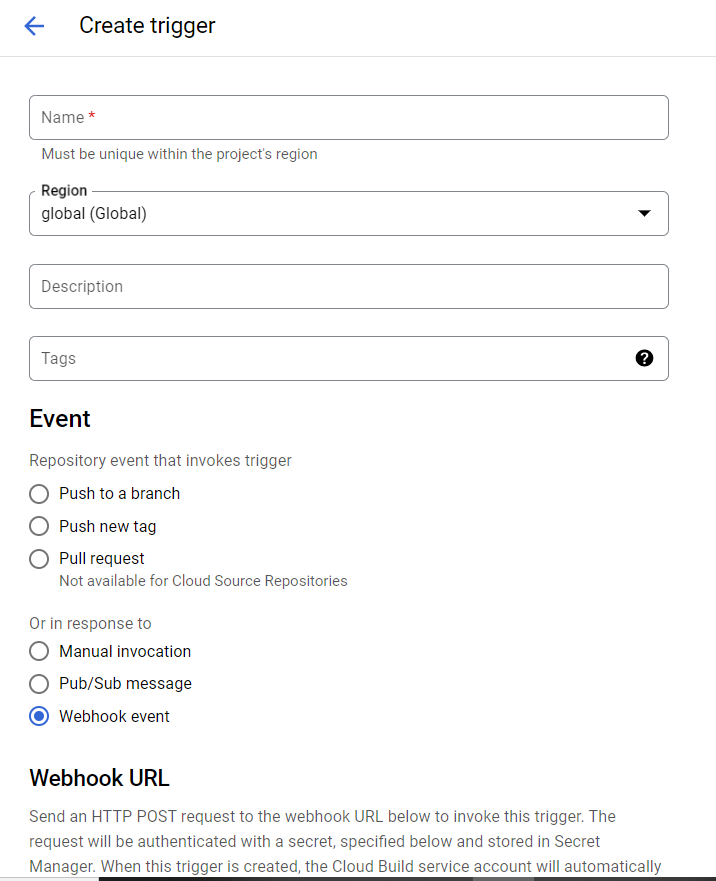 Create trigger
Name *
Must be unique within the project's region
Region
global (Global)
Description
Tags
?
Event
Repository event that invokes trigger
Push to a branch
Push new tag
Pull request
Not available for Cloud Source Repositories
Or in response to
Manual invocation
Pub/Sub message
Webhook event
Webhook URL
Send an HTTP POST request to the webhook URL below to invoke this trigger. The
request will be authenticated with a secret, specified below and stored in Secret
Manager. When this trigger is created, the Cloud Build service account will automatically